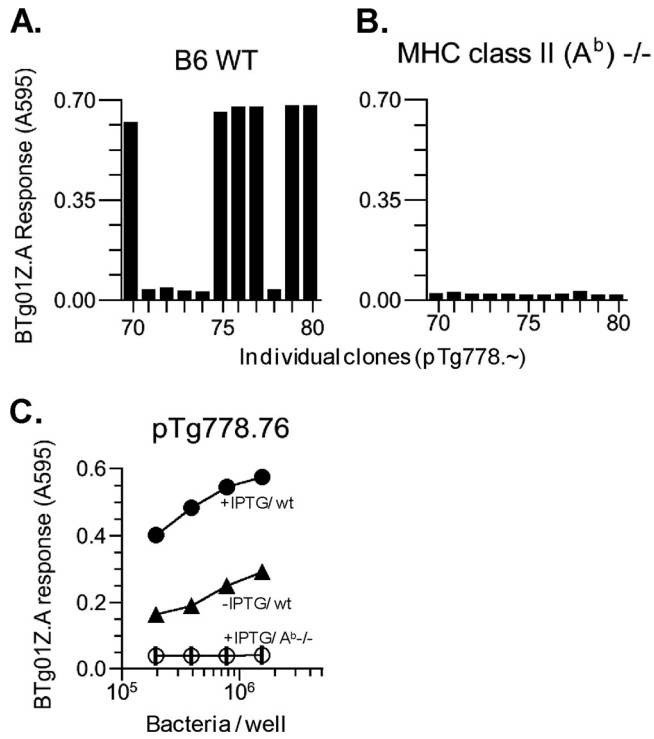 A.
B6 WT
BTg01Z.A Response (A595)
0.70
0.35
0.00
70
75
80
B.
MHC class II (Aᵇ) -/-
0.70
0.35
0.00
70
75
80
Individual clones (pTg778.~)
C.
pTg778.76
BTg01Z.A response (A595)
0.6
0.4
0.2
0.0
+IPTG/ wt
-IPTG/ wt
+IPTG/ Aᵇ-/-
10⁵
10⁶
Bacteria / well